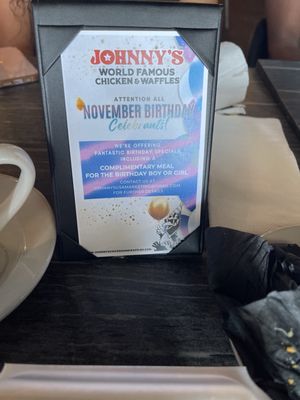 JOHNNY'S
WORLD FAMOUS
CHICKEN & WAFFLES
ATTENTION ALL
NOVEMBER BIRTHDAY
Celebrants!
WE'RE OFFERING
FANTASTIC BIRTHDAY SPECIALS
INCLUDING A
COMPLIMENTARY MEAL
FOR THE BIRTHDAY BOY OR GIRL
CONTACT US AT
FOR FURTHER DETAILS